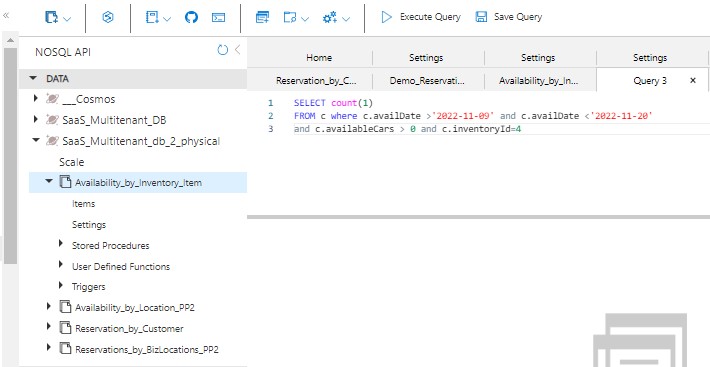 Execute Query
Save Query
NOSQL API
DATA
___Cosmos
SaaS_Multitenant_DB
SaaS_Multitenant_db_2_physical
Scale
Availability_by_Inventory_Item
Items
Settings
Stored Procedures
User Defined Functions
Triggers
Availability_by_Location_PP2
Reservation_by_Customer
Reservations_by_BizLocations_PP2
Home Settings Settings Settings
Reservation_by_C... Demo_Reservati... Availability_by_In... Query 3
1 SELECT count(1)
2 FROM c where c.availDate >'2022-11-09' and c.availDate <'2022-11-20'
3 and c.availableCars > 0 and c.inventoryId=4